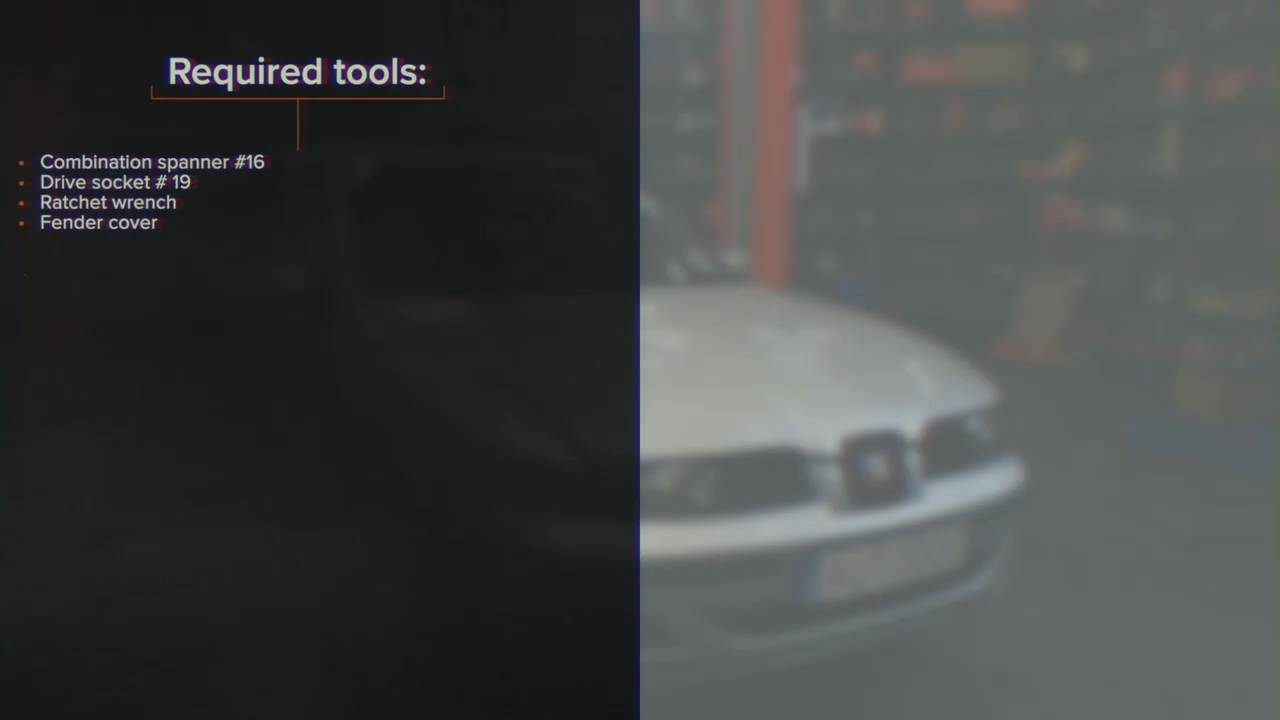 Required tools:
Combination spanner #16
Drive socket # 19
Ratchet wrench
Fender cover